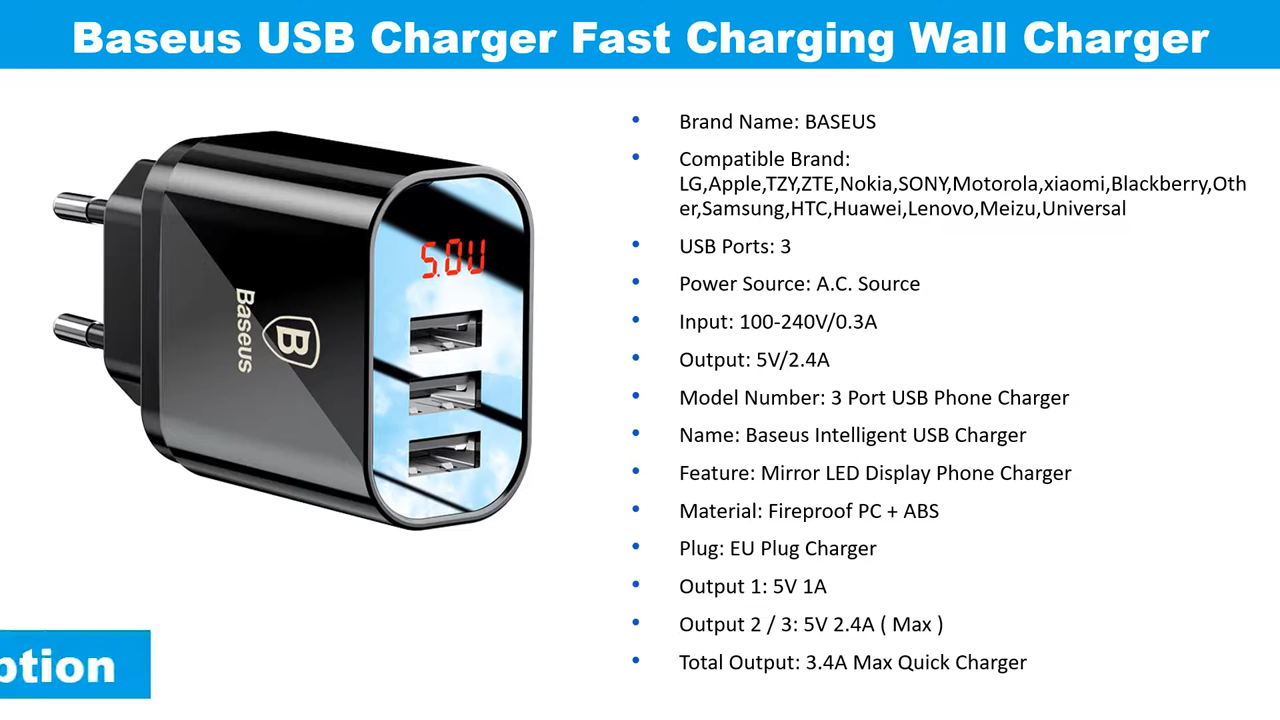 Baseus USB Charger Fast Charging Wall Charger
5.0U
Baseus
B
• Brand Name: BASEUS
• Compatible Brand:
LG,Apple,TZY,ZTE,Nokia,SONY,Motorola,xiaomi,Blackberry,Oth
er,Samsung,HTC,Huawei,Lenovo,Meizu,Universal
• USB Ports: 3
• Power Source: A.C. Source
• Input: 100-240V/0.3A
• Output: 5V/2.4A
• Model Number: 3 Port USB Phone Charger
• Name: Baseus Intelligent USB Charger
• Feature: Mirror LED Display Phone Charger
• Material: Fireproof PC + ABS
• Plug: EU Plug Charger
• Output 1: 5V 1A
• Output 2 / 3: 5V 2.4A ( Max )
• Total Output: 3.4A Max Quick Charger
ption